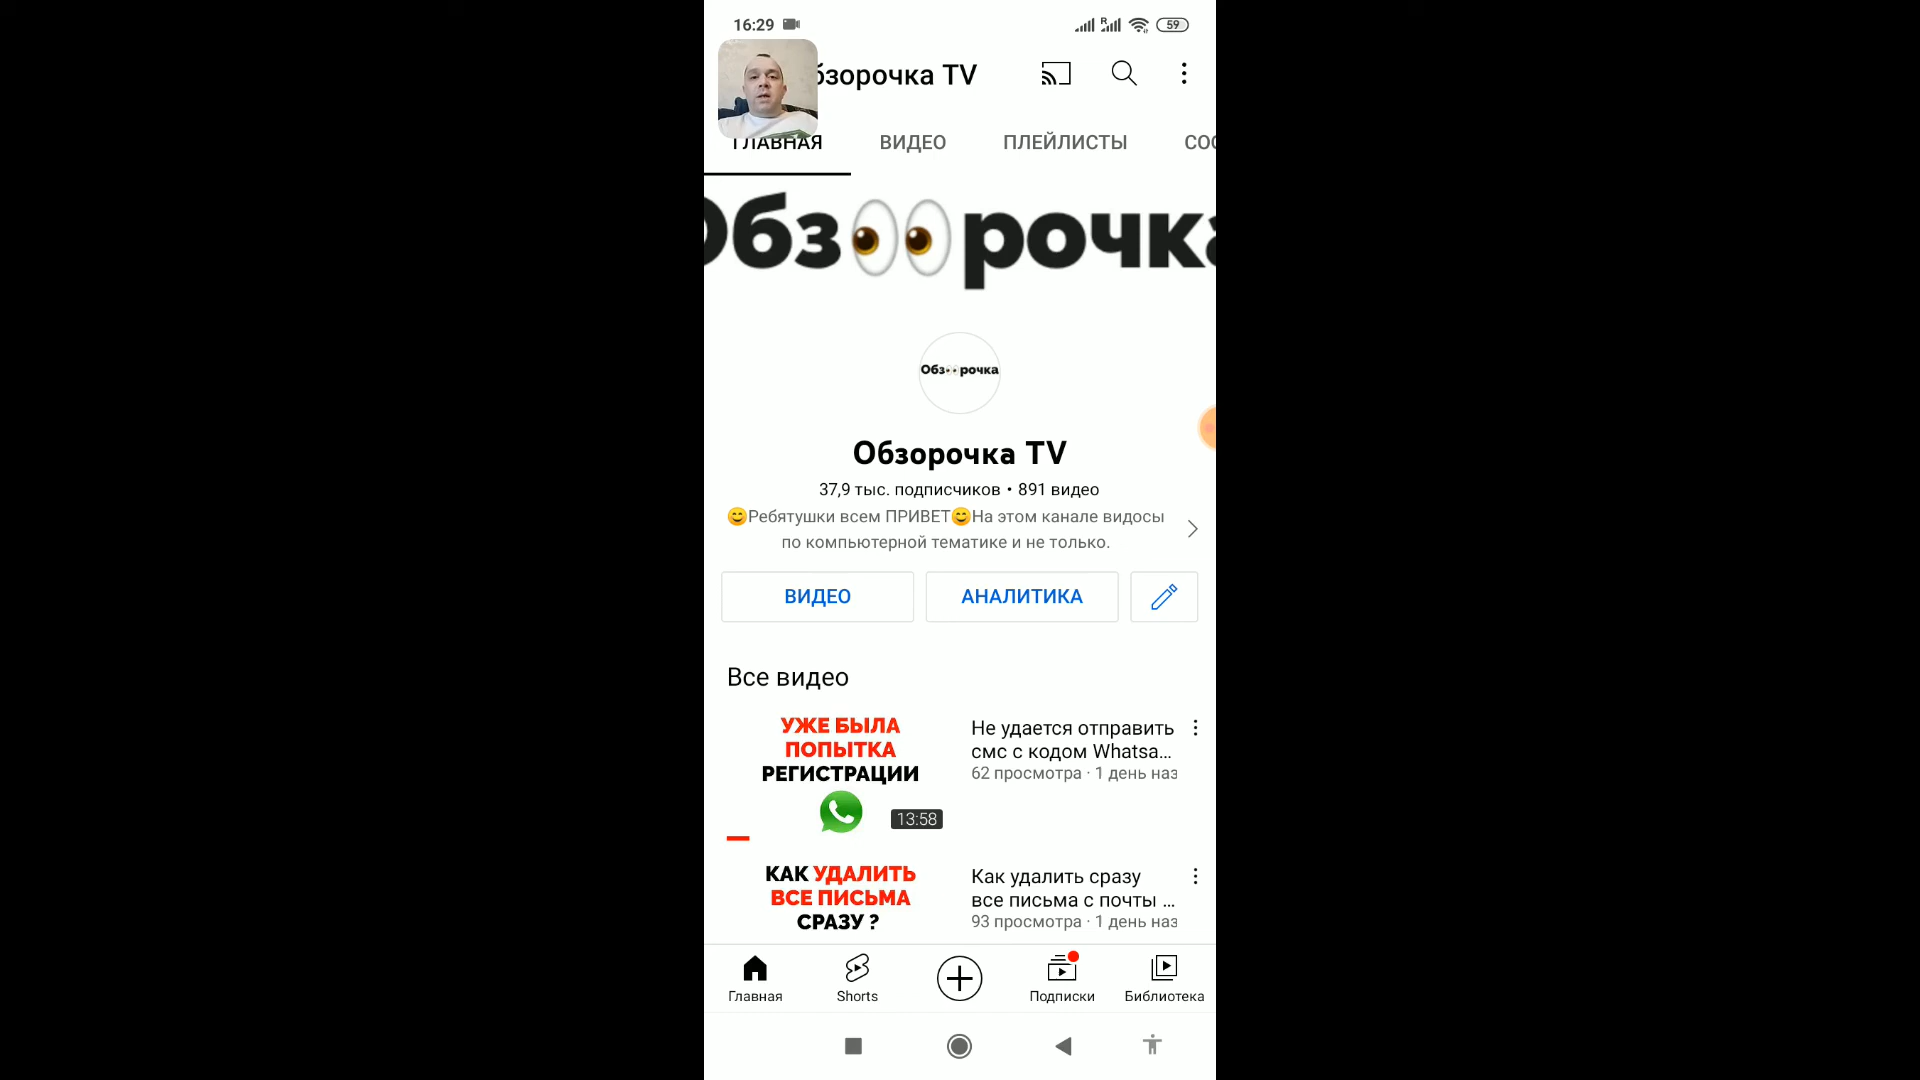 16:29
R
59
бзорочка TV
ГЛАВНАЯ
ВИДЕО
ПЛЕЙЛИСТЫ
СОО
Обз👀рочка
Обз👀рочка
Обзорочка TV
37,9 тыс. подписчиков • 891 видео
😊Ребятушки всем ПРИВЕТ😊На этом канале видосы
по компьютерной тематике и не только.
ВИДЕО
АНАЛИТИКА
Все видео
УЖЕ БЫЛА
ПОПЫТКА
РЕГИСТРАЦИИ
13:58
Не удается отправить
смс с кодом Whatsa...
62 просмотра · 1 день наз
КАК УДАЛИТЬ
ВСЕ ПИСЬМА
СРАЗУ ?
Как удалить сразу
все письма с почты ...
93 просмотра · 1 день наз
Главная
Shorts
Подписки
Библиотека